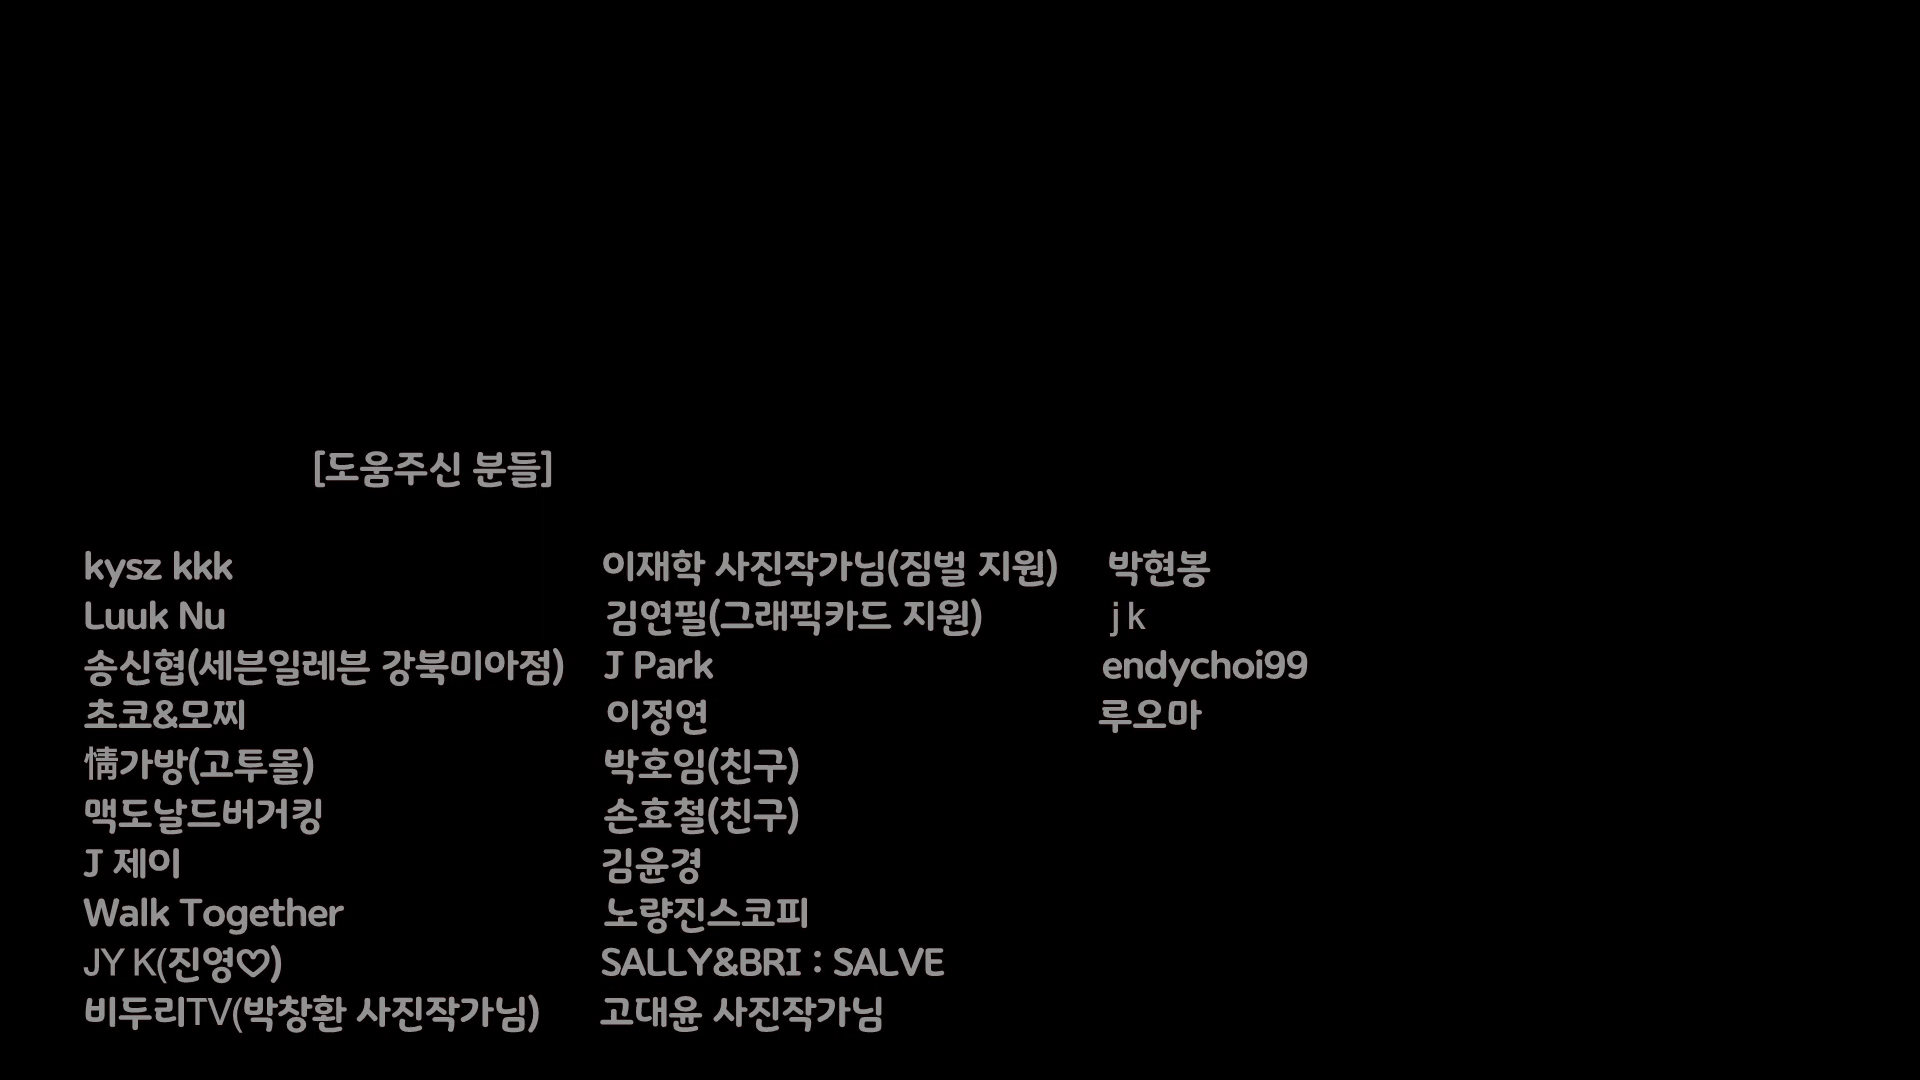 [도움주신 분들]
kysz kkk
Luuk Nu
송신협(세븐일레븐 강북미아점)
초코&모찌
情가방(고투몰)
맥도날드버거킹
J 제이
Walk Together
JY K(진영♡)
비두리TV(박창환 사진작가님)
이재학 사진작가님(짐벌 지원)
김연필(그래픽카드 지원)
J Park
이정연
박호임(친구)
손효철(친구)
김윤경
노량진스코피
SALLY&BRI : SALVE
고대윤 사진작가님
박현봉
j k
endychoi99
루오마